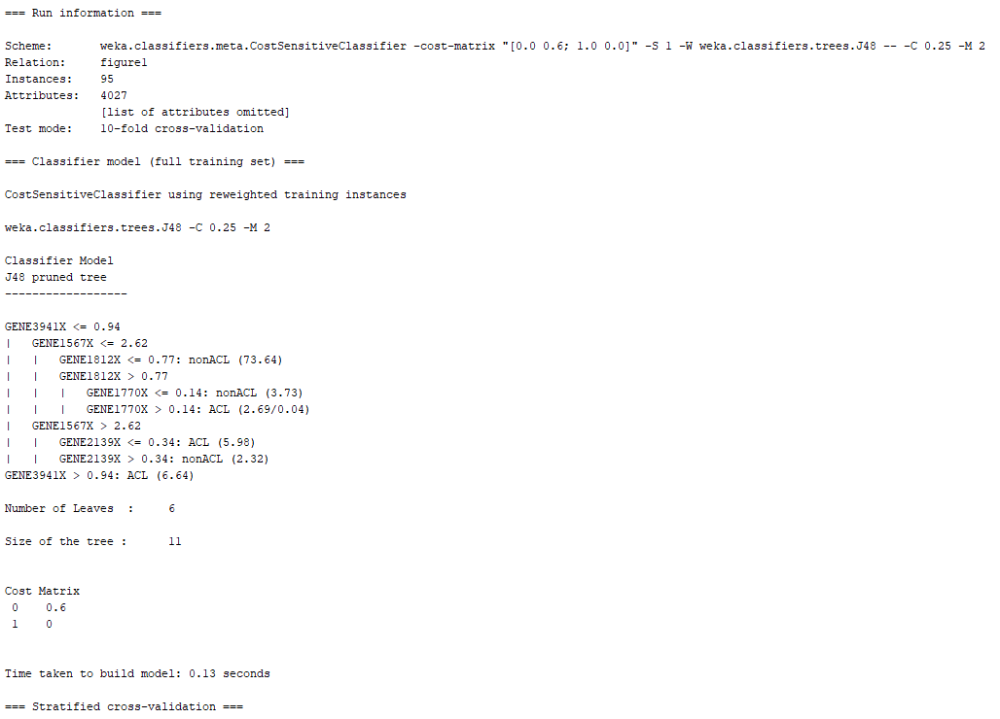 === Run information ===
Scheme: weka.classifiers.meta.CostSensitiveClassifier -cost-matrix "[0.0 0.6; 1.0 0.0]" -S 1 -W weka.classifiers.trees.J48 -- -C 0.25 -M 2
Relation: figure1
Instances: 95
Attributes: 4027
[list of attributes omitted]
Test mode: 10-fold cross-validation
=== Classifier model (full training set) ===
CostSensitiveClassifier using reweighted training instances
weka.classifiers.trees.J48 -C 0.25 -M 2
Classifier Model
J48 pruned tree
------------------
GENE3941X <= 0.94
|   GENE1567X <= 2.62
|   |   GENE1812X <= 0.77: nonACL (73.64)
|   |   GENE1812X > 0.77
|   |   |   GENE1770X <= 0.14: nonACL (3.73)
|   |   |   GENE1770X > 0.14: ACL (2.69/0.04)
|   GENE1567X > 2.62
|   |   GENE2139X <= 0.34: ACL (5.98)
|   |   GENE2139X > 0.34: nonACL (2.32)
GENE3941X > 0.94: ACL (6.64)
Number of Leaves  : 6
Size of the tree : 11
Cost Matrix
0 0.6
1 0
Time taken to build model: 0.13 seconds
=== Stratified cross-validation ===